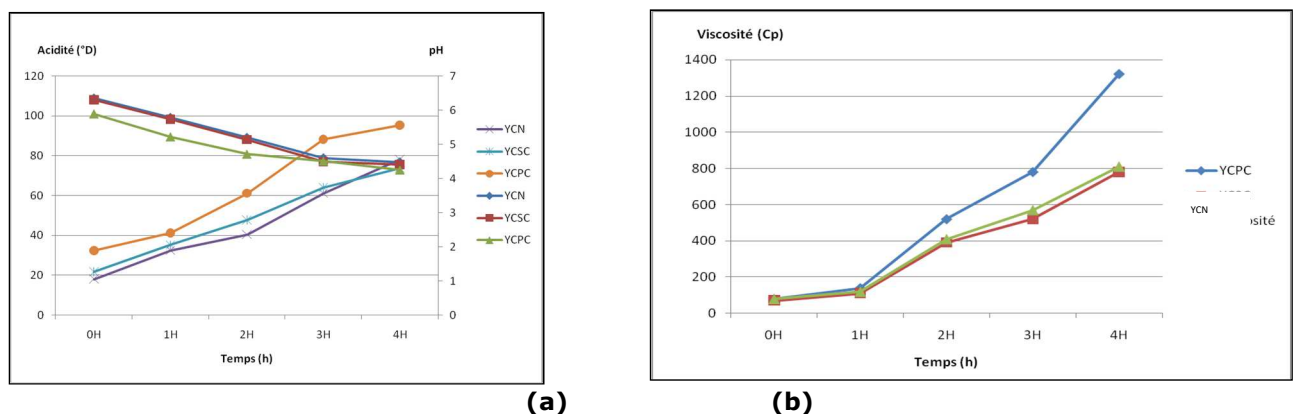 Acidité (°D) pH
120 7
100 6
80 5
60 4
40 3
20 2
0 1
0
0H 1H 2H 3H 4H
Temps (h)
YCN
YCSC
YCPC
YCN
YCSC
YCPC
(a)
Viscosité (Cp)
1400
1200
1000
800
600
400
200
0
0H 1H 2H 3H 4H
Temps (h)
YCPC
YCN
osité
(b)